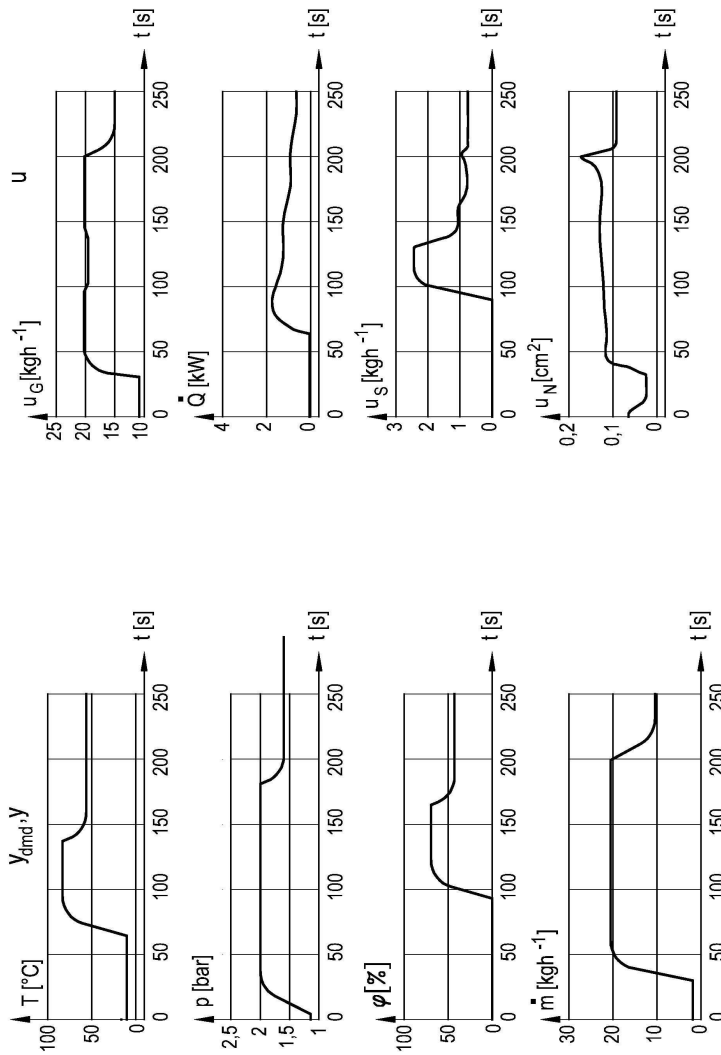 y_dmd, y
T [°C]
100
50
0
0 50 100 150 200 250
t [s]
p [bar]
2,5
2
1,5
1
0 50 100 150 200 250
t [s]
φ [%]
100
50
0
0 50 100 150 200 250
t [s]
ṁ [kgh⁻¹]
30
20
10
0
0 50 100 150 200 250
t [s]
u
u_G [kgh⁻¹]
25
20
15
10
0 50 100 150 200 250
t [s]
Q̇ [kW]
4
2
0
0 50 100 150 200 250
t [s]
u_S [kgh⁻¹]
3
2
1
0
0 50 100 150 200 250
t [s]
u_N [cm²]
0,2
0,1
0
0 50 100 150 200 250
t [s]